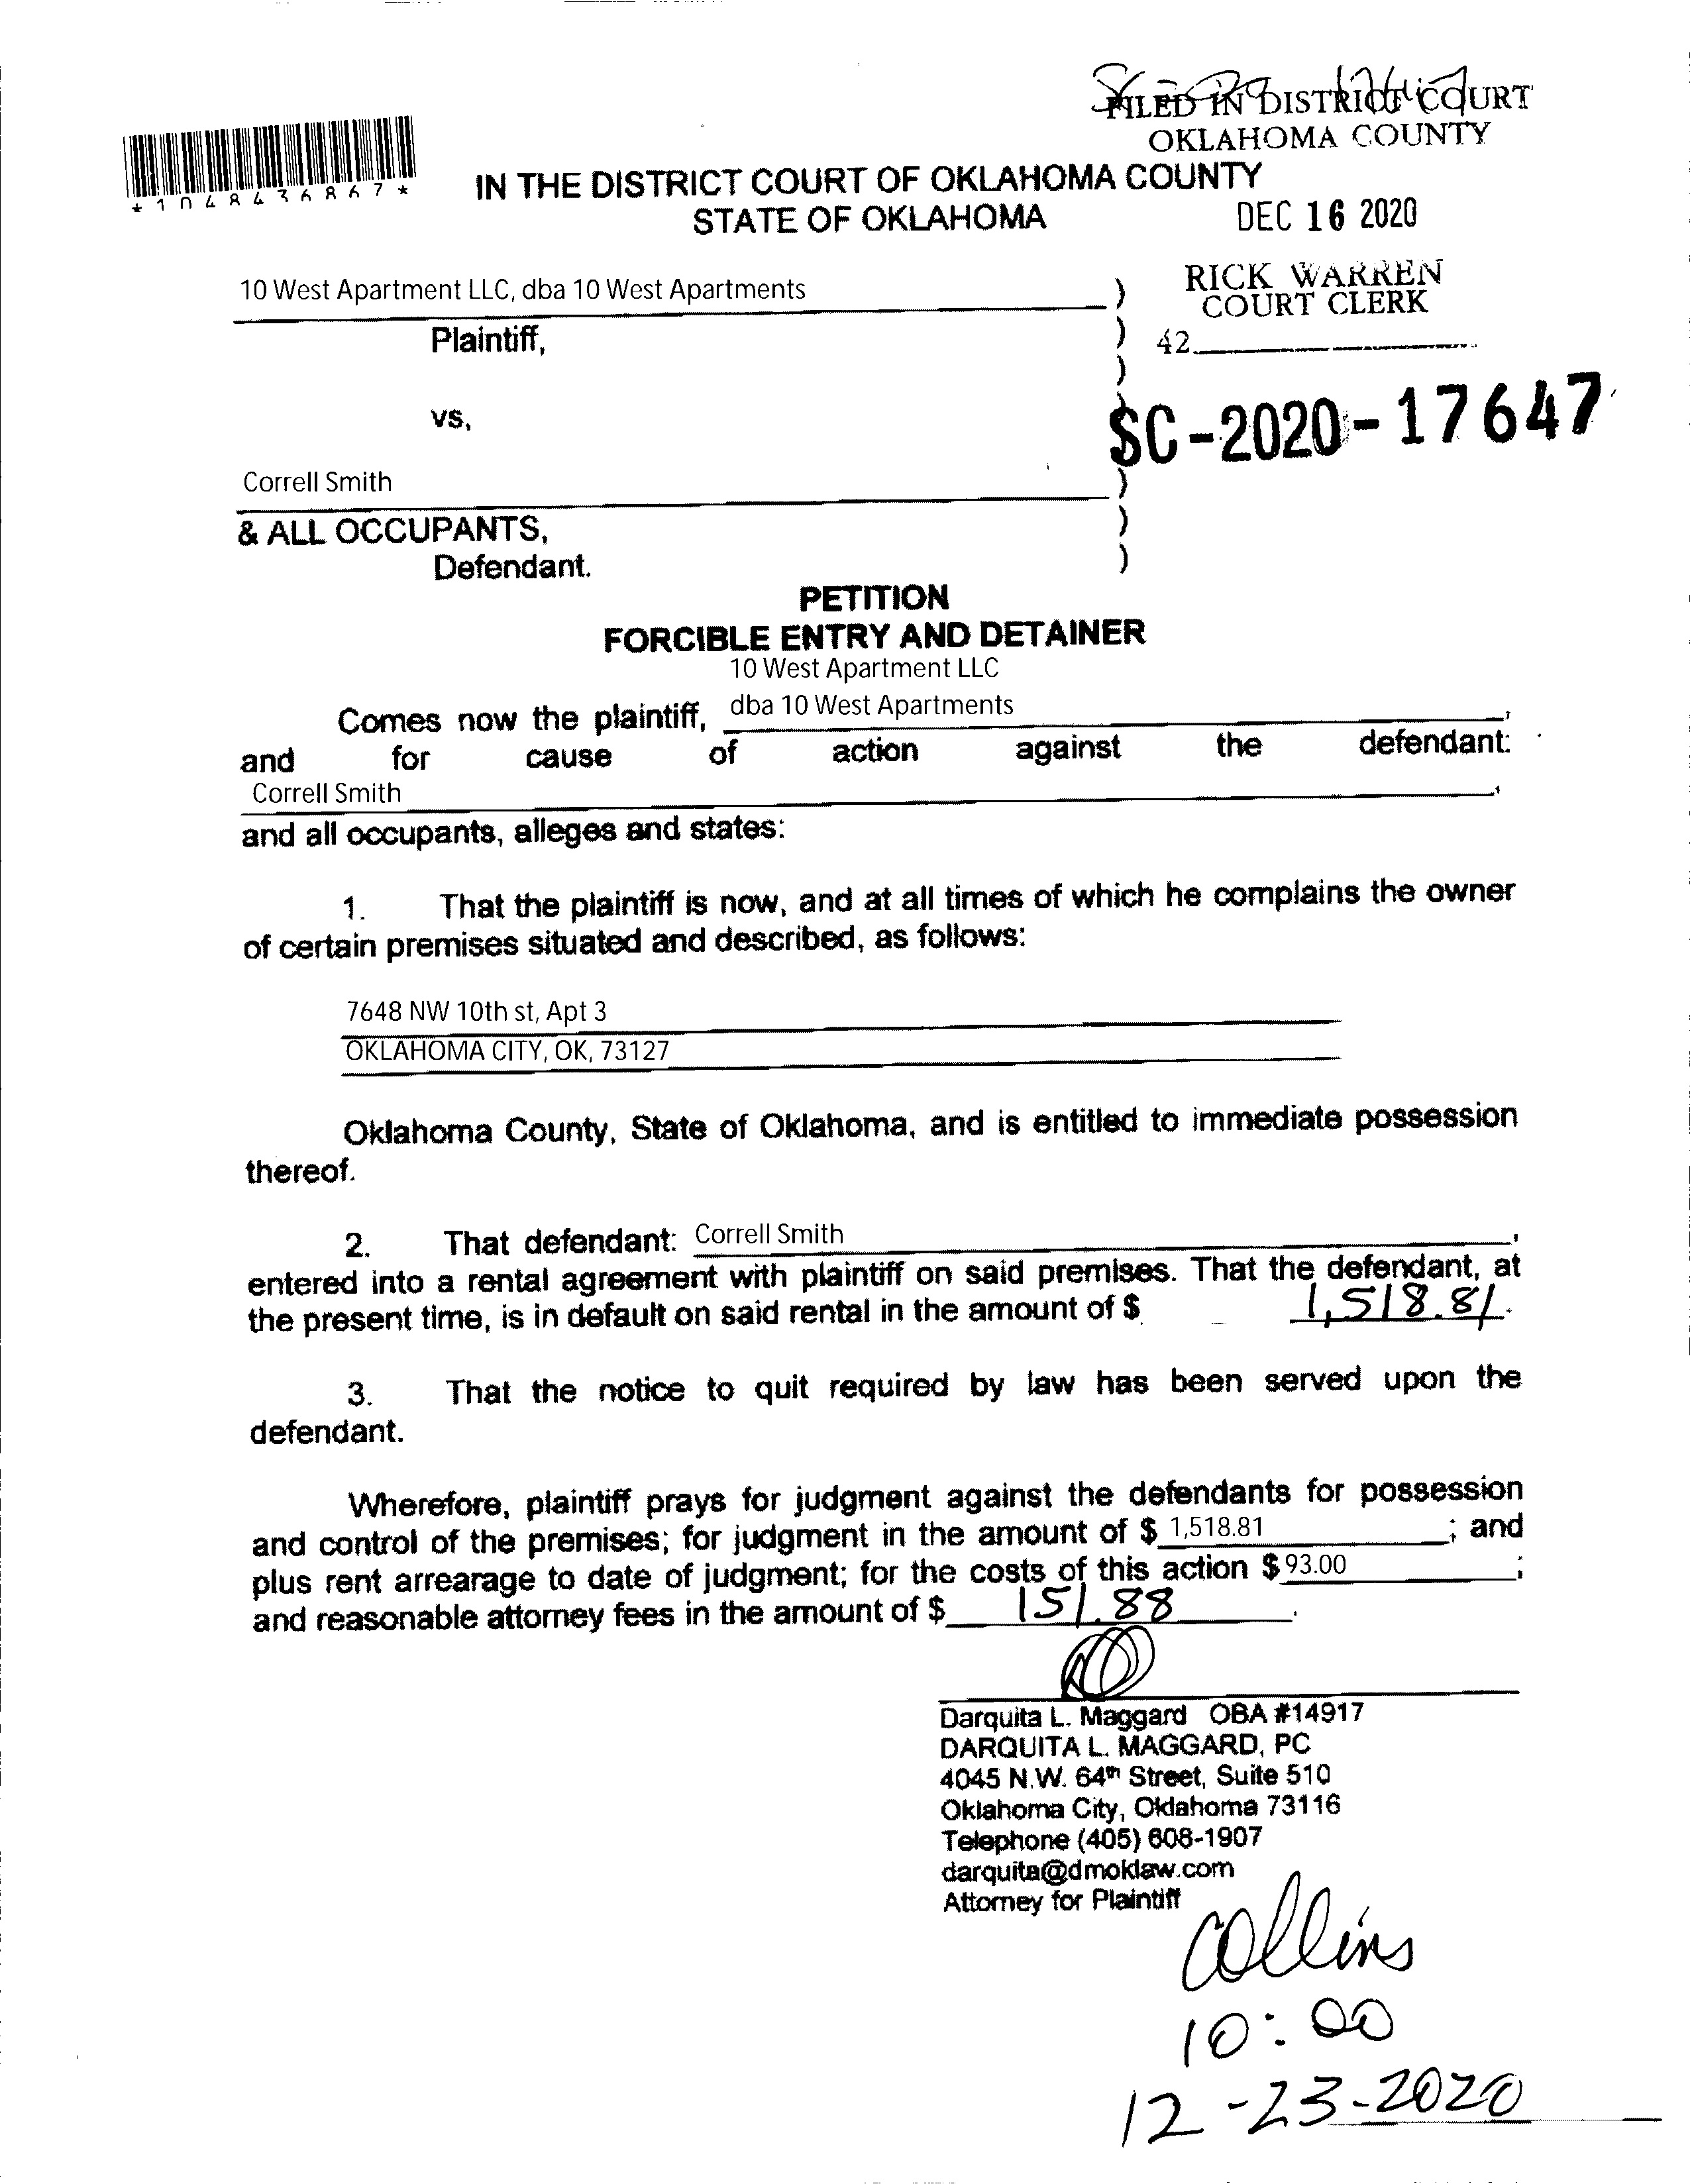 FILED IN DISTRICT COURT
OKLAHOMA COUNTY
*1048436867*
IN THE DISTRICT COURT OF OKLAHOMA COUNTY
STATE OF OKLAHOMA
DEC 16 2020
10 West Apartment LLC, dba 10 West Apartments )
RICK WARREN
COURT CLERK
Plaintiff, )
42
)
vs,
SC-2020-17647
Correll Smith )
& ALL OCCUPANTS, )
Defendant. )
PETITION
FORCIBLE ENTRY AND DETAINER
10 West Apartment LLC
Comes now the plaintiff, dba 10 West Apartments,
and for cause of action against the defendant:
Correll Smith,
and all occupants, alleges and states:
1. That the plaintiff is now, and at all times of which he complains the owner
of certain premises situated and described, as follows:
7648 NW 10th st, Apt 3
OKLAHOMA CITY, OK, 73127
Oklahoma County, State of Oklahoma, and is entitled to immediate possession
thereof.
2. That defendant: Correll Smith,
entered into a rental agreement with plaintiff on said premises. That the defendant, at
the present time, is in default on said rental in the amount of $ 1,518.81.
3. That the notice to quit required by law has been served upon the
defendant.
Wherefore, plaintiff prays for judgment against the defendants for possession
and control of the premises; for judgment in the amount of $ 1,518.81; and
plus rent arrearage to date of judgment; for the costs of this action $ 93.00;
and reasonable attorney fees in the amount of $ 151.88.
Darquita L. Maggard OBA #14917
DARQUITA L. MAGGARD, PC
4045 N.W. 64th Street, Suite 510
Oklahoma City, Oklahoma 73116
Telephone (405) 608-1907
darquita@dmoklaw.com
Attorney for Plaintiff
Collins
10:00
12-23-2020